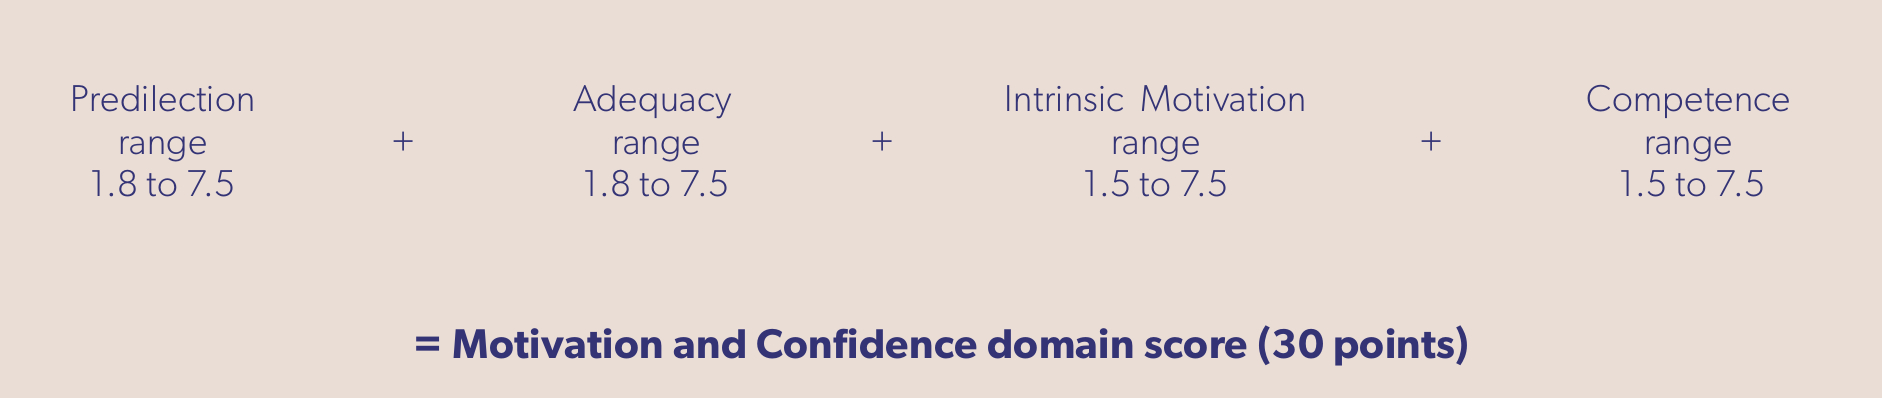 Predilection
range
1.8 to 7.5
+
Adequacy
range
1.8 to 7.5
+
Intrinsic Motivation
range
1.5 to 7.5
+
Competence
range
1.5 to 7.5
= Motivation and Confidence domain score (30 points)